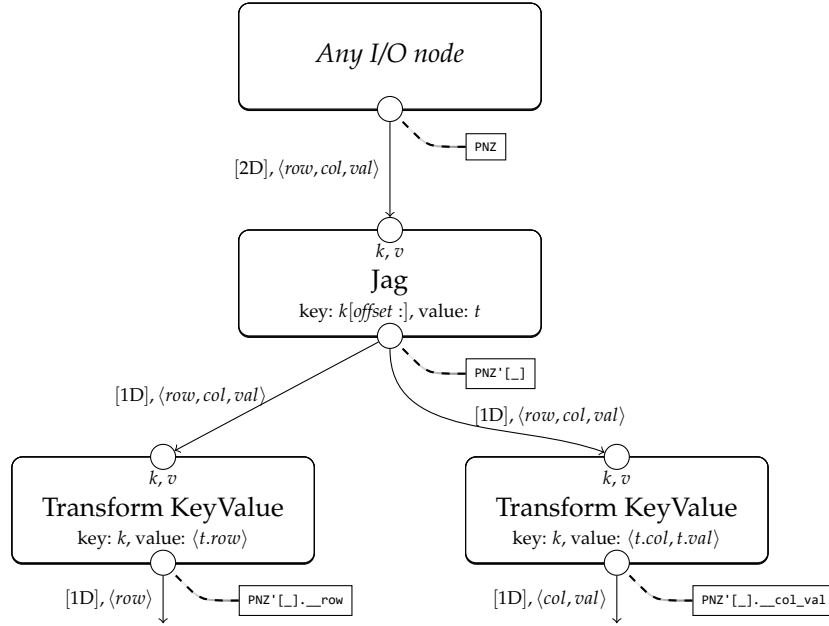 Any I/O node
PNZ
[2D], ⟨row, col, val⟩
k, v
Jag
key: k[offset :], value: t
PNZ'[_]
[1D], ⟨row, col, val⟩
[1D], ⟨row, col, val⟩
k, v
k, v
Transform KeyValue
Transform KeyValue
key: k, value: ⟨t.row⟩
key: k, value: ⟨t.col, t.val⟩
[1D], ⟨row⟩
PNZ'[_].__row
[1D], ⟨col, val⟩
PNZ'[_].__col_val